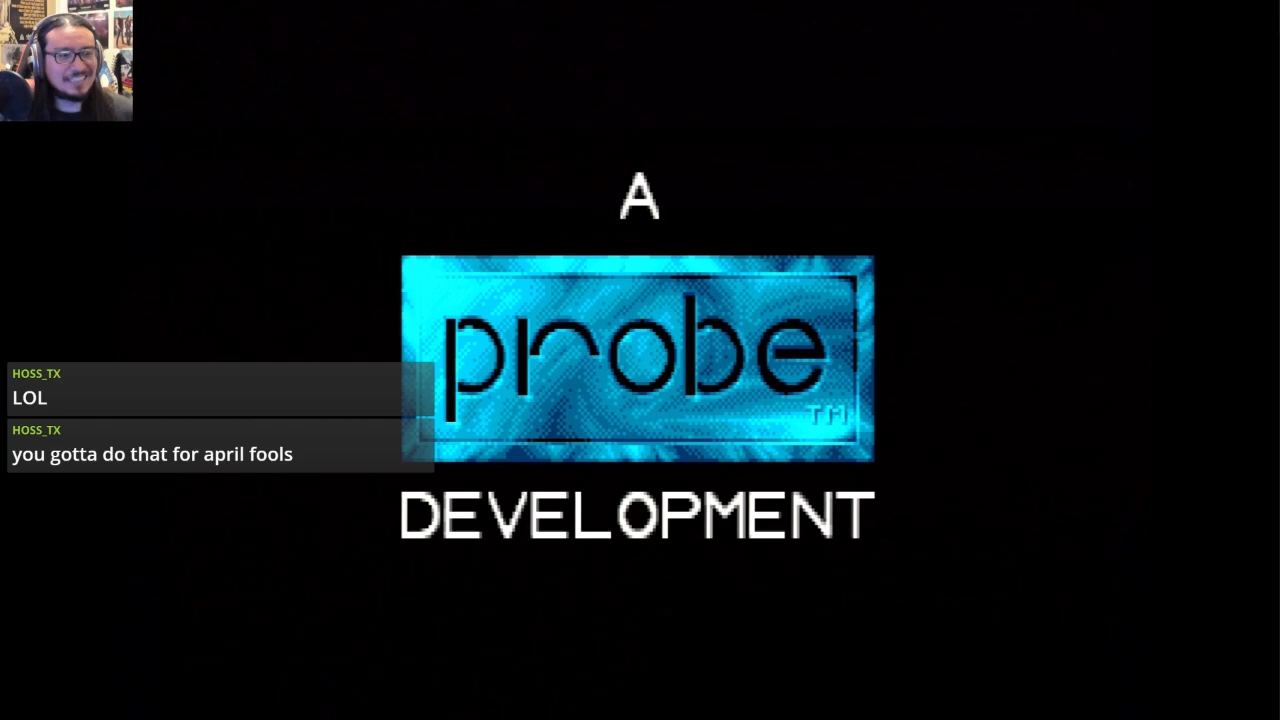 A
probe
TM
DEVELOPMENT
HOSS_TX
LOL
HOSS_TX
you gotta do that for april fools